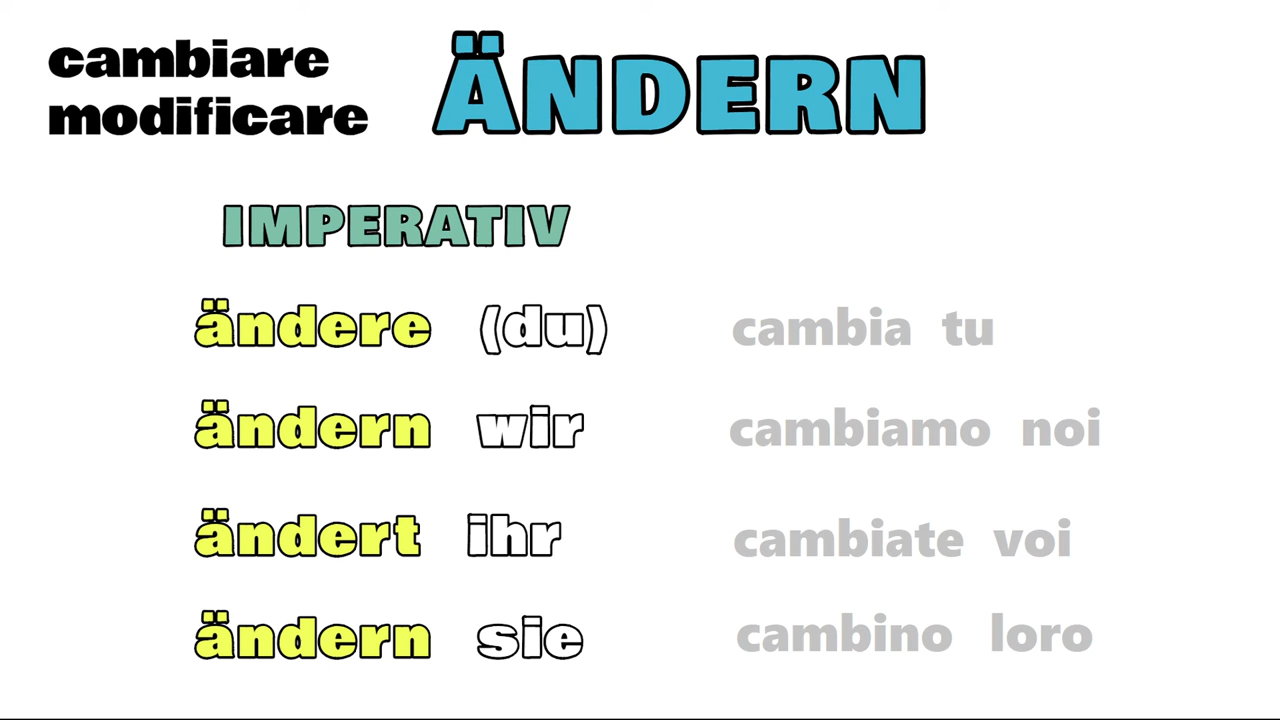 cambiare
modificare
ÄNDERN
IMPERATIV
ändere (du) cambia tu
ändern wir cambiamo noi
ändert ihr cambiate voi
ändern sie cambino loro